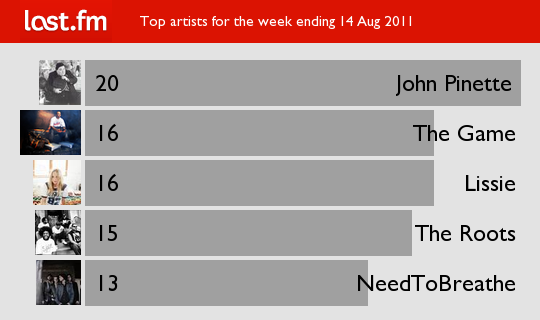 last.fm Top artists for the week ending 14 Aug 2011
20 John Pinette
16 The Game
16 Lissie
15 The Roots
13 NeedToBreathe